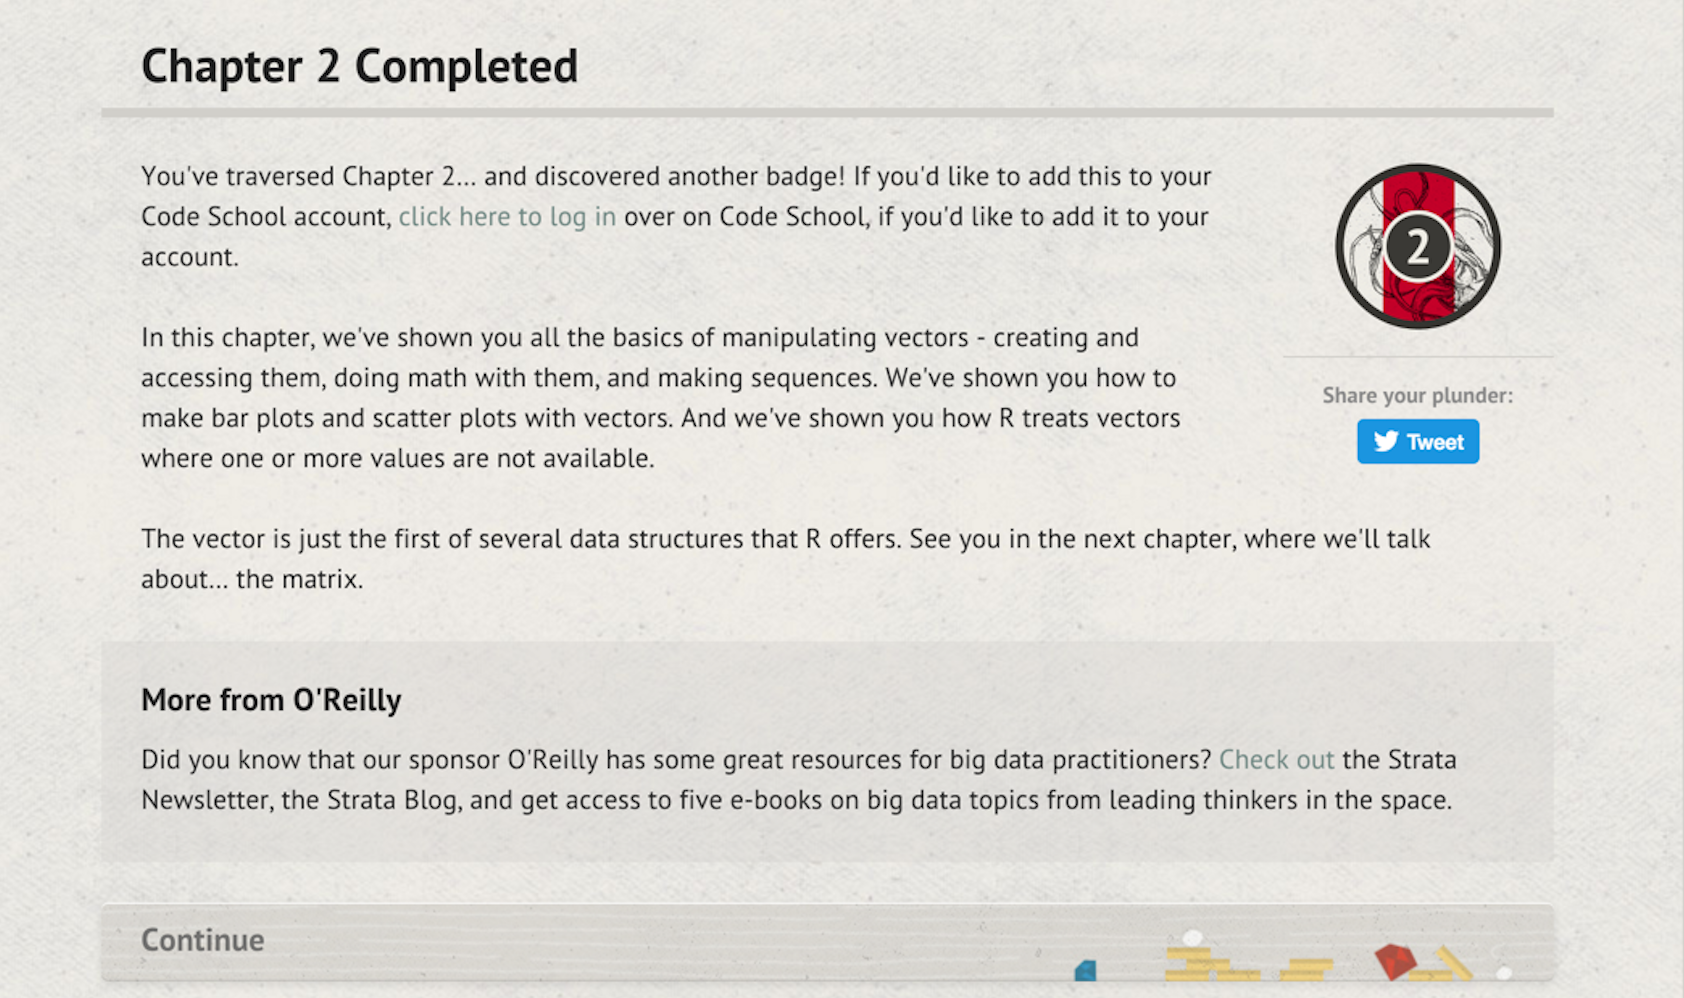 Chapter 2 Completed
You've traversed Chapter 2... and discovered another badge! If you'd like to add this to your
Code School account, click here to log in over on Code School, if you'd like to add it to your
account.
2
In this chapter, we've shown you all the basics of manipulating vectors - creating and
accessing them, doing math with them, and making sequences. We've shown you how to
make bar plots and scatter plots with vectors. And we've shown you how R treats vectors
where one or more values are not available.
Share your plunder:
Tweet
The vector is just the first of several data structures that R offers. See you in the next chapter, where we'll talk
about... the matrix.
More from O'Reilly
Did you know that our sponsor O'Reilly has some great resources for big data practitioners? Check out the Strata
Newsletter, the Strata Blog, and get access to five e-books on big data topics from leading thinkers in the space.
Continue